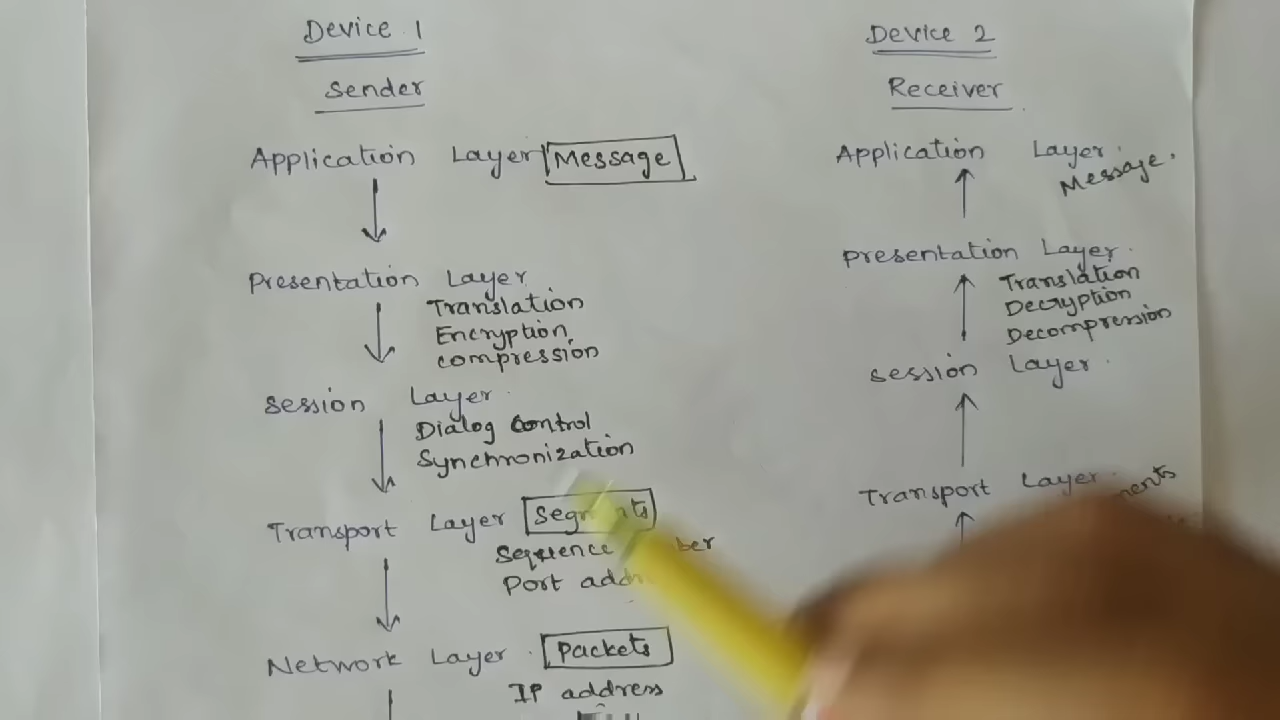 Device 1
Sender
Application Layer Message
Presentation Layer
Translation
Encryption
compression
Session Layer
Dialog Control
Synchronization
Transport Layer
Sequence
Port
Network Layer Packets
IP address
Device 2
Receiver
Application Layer
Message
Presentation Layer
Translation
Decryption
Decompression
session Layer
Transport Layer